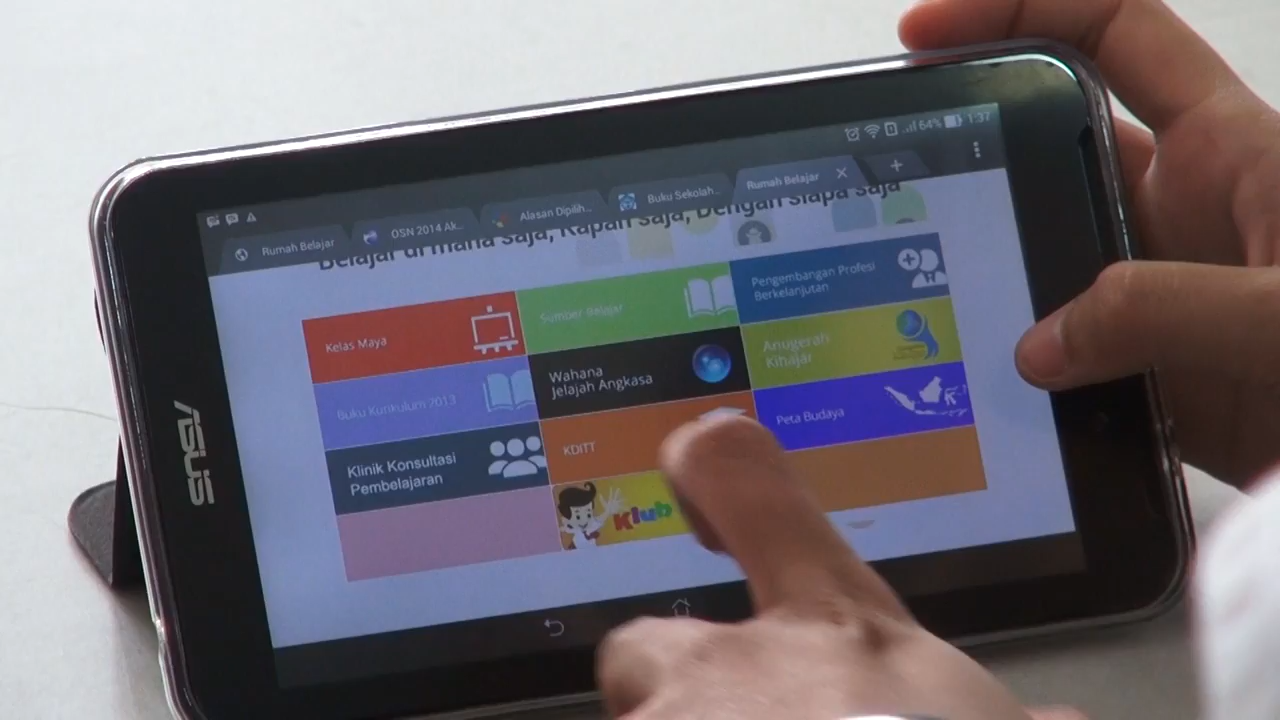 64% 1:37
Rumah Belajar
OSN 2014 Ak...
Alasan Dipilih...
Buku Sekolah...
Rumah Belajar
Belajar di mana saja, Kapan saja, Dengan siapa saja
Kelas Maya
Sumber Belajar
Pengembangan Profesi
Berkelanjutan
Buku Kurikulum 2013
Wahana
Jelajah Angkasa
Anugerah
Kihajar
Klinik Konsultasi
Pembelajaran
KDITT
Peta Budaya
Klub
ASUS